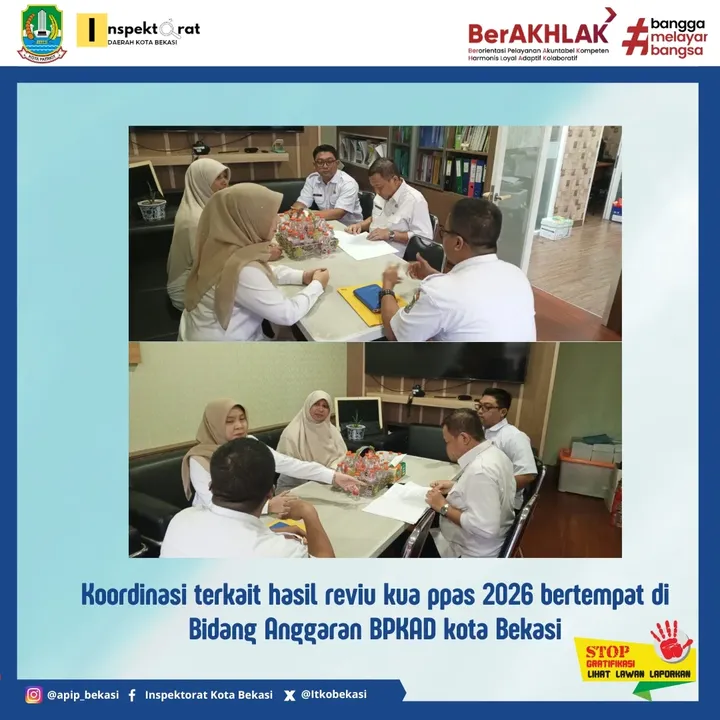 KOTA PATRIOT
Inspektorat
DAERAH KOTA BEKASI
BerAKHLAK
Berorientasi Pelayanan Akuntabel Kompeten
Harmonis Loyal Adaptif Kolaboratif
#bangga
melayani
bangsa
Koordinasi terkait hasil reviu kua ppas 2026 bertempat di
Bidang Anggaran BPKAD kota Bekasi
STOP
GRATIFIKASI
LIHAT LAWAN LAPORKAN
@apip_bekasi
Inspektorat Kota Bekasi
@Itkobekasi